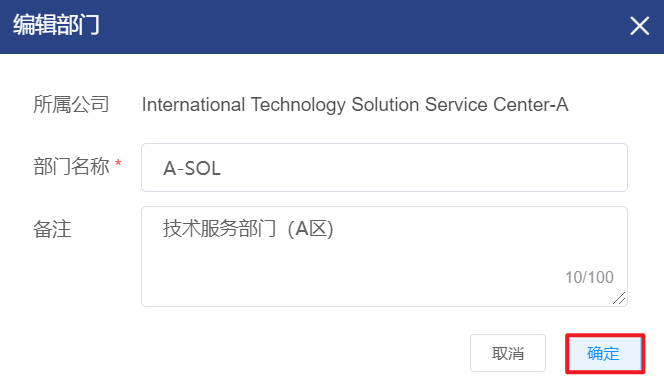 编辑部门
所属公司 International Technology Solution Service Center-A
部门名称 * A-SOL
备注 技术服务部门（A区)
10/100
取消 确定